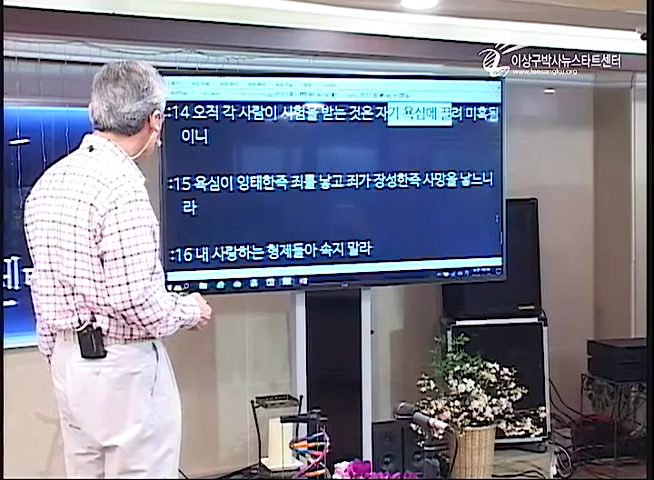 이상구박사뉴스타트센터
www.leesangku.org
:14 오직 각 사람이 시험을 받는 것은 자기 욕심에 끌려 미혹됨
이니
:15 욕심이 잉태한즉 죄를 낳고 죄가 장성한즉 사망을 낳느니
라
:16 내 사랑하는 형제들아 속지 말라